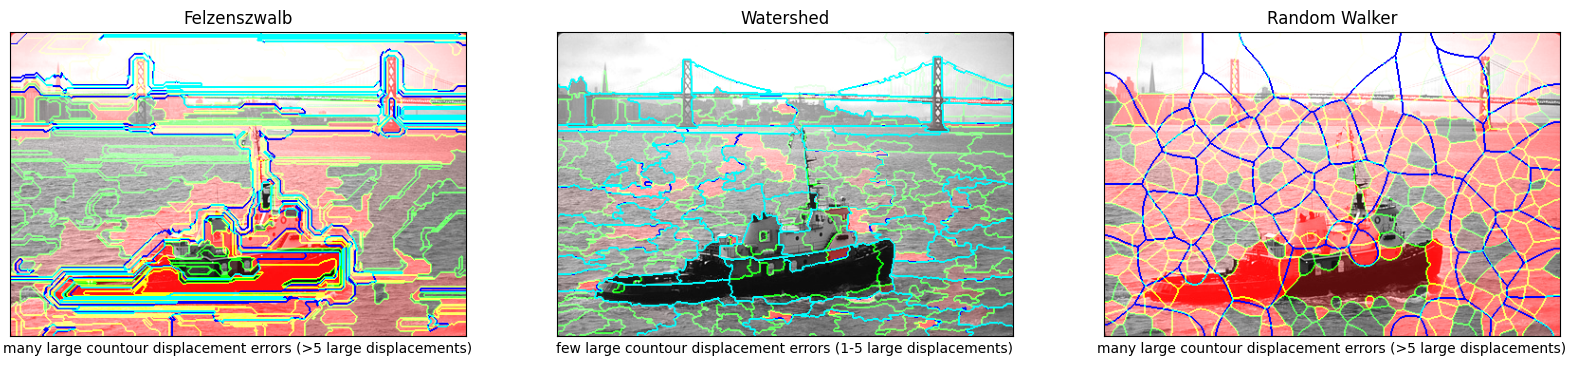 Felzenszwalb
Watershed
Random Walker
many large countour displacement errors (>5 large displacements)
few large countour displacement errors (1-5 large displacements)
many large countour displacement errors (>5 large displacements)